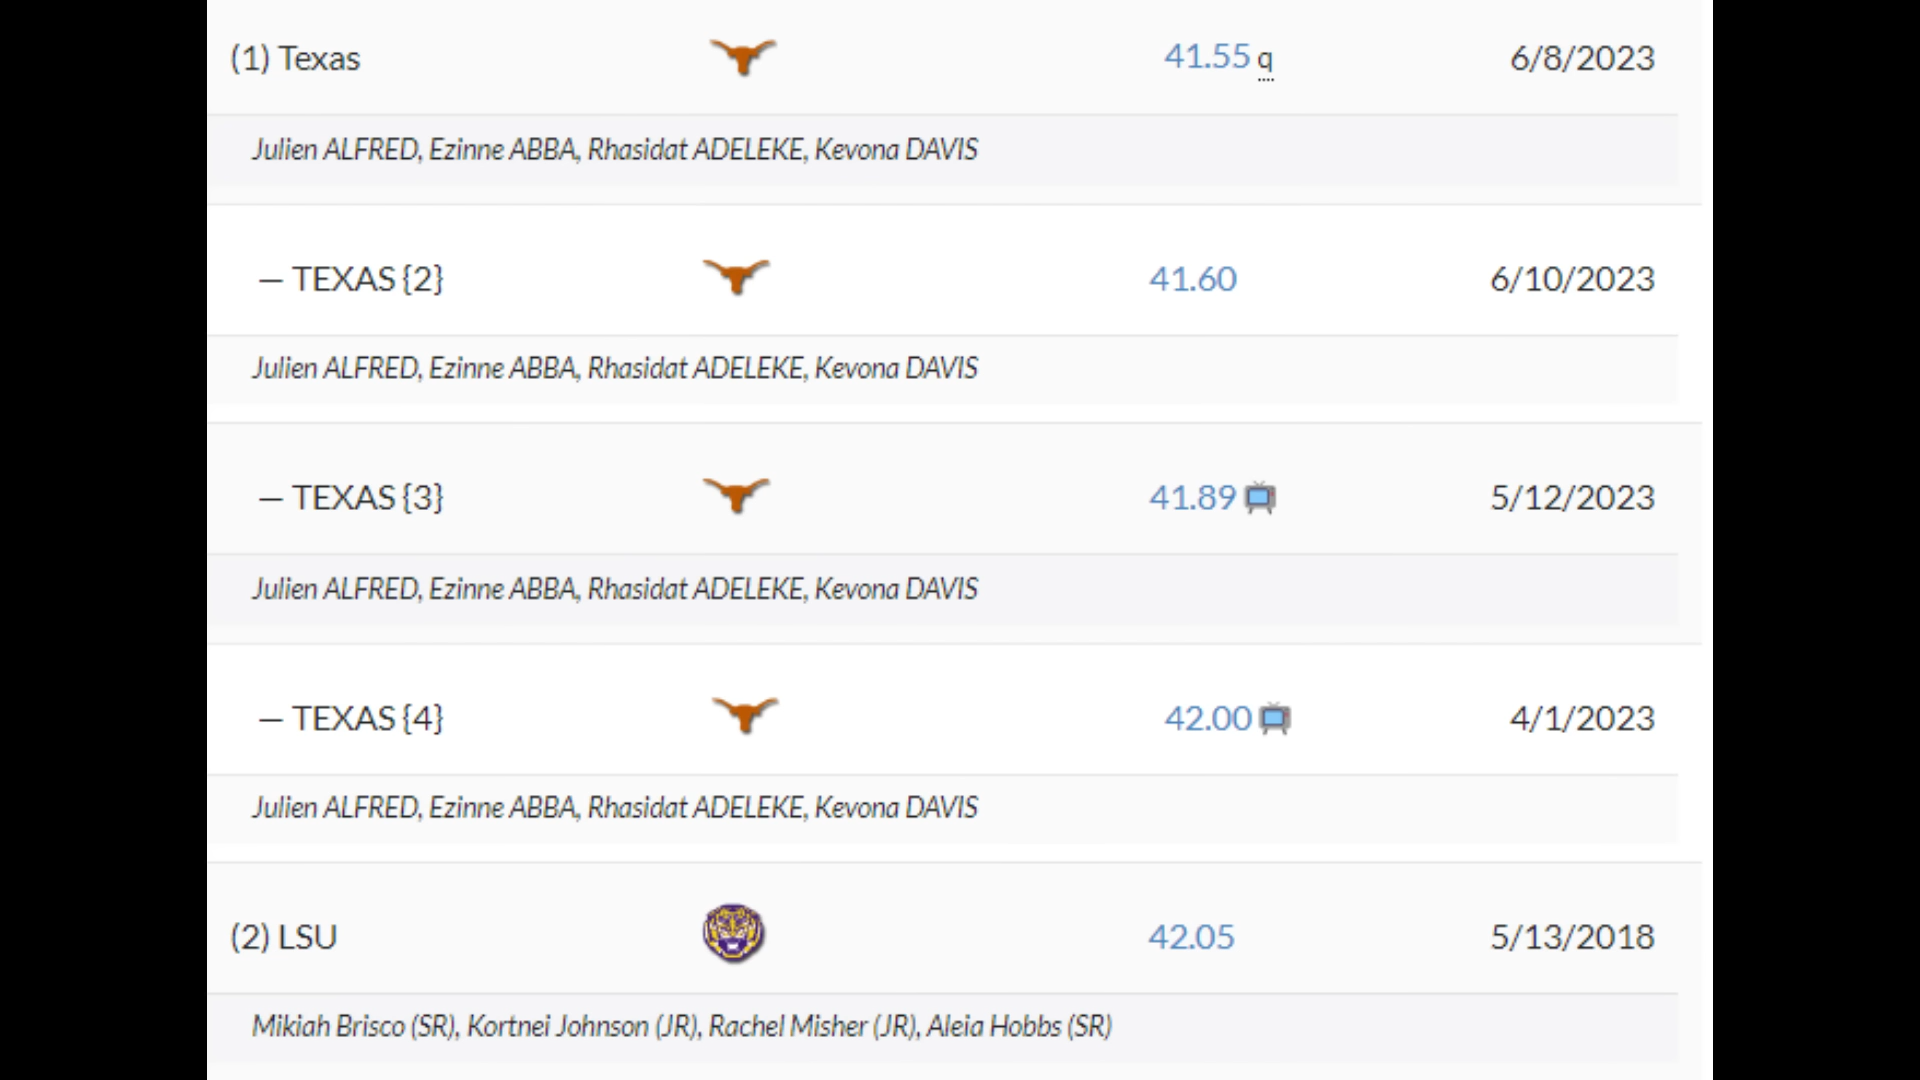 (1) Texas 41.55 q 6/8/2023
Julien ALFRED, Ezinne ABBA, Rhasidat ADELEKE, Kevona DAVIS
— TEXAS {2} 41.60 6/10/2023
Julien ALFRED, Ezinne ABBA, Rhasidat ADELEKE, Kevona DAVIS
— TEXAS {3} 41.89 5/12/2023
Julien ALFRED, Ezinne ABBA, Rhasidat ADELEKE, Kevona DAVIS
— TEXAS {4} 42.00 4/1/2023
Julien ALFRED, Ezinne ABBA, Rhasidat ADELEKE, Kevona DAVIS
(2) LSU 42.05 5/13/2018
Mikiah Brisco (SR), Kortnei Johnson (JR), Rachel Misher (JR), Aleia Hobbs (SR)